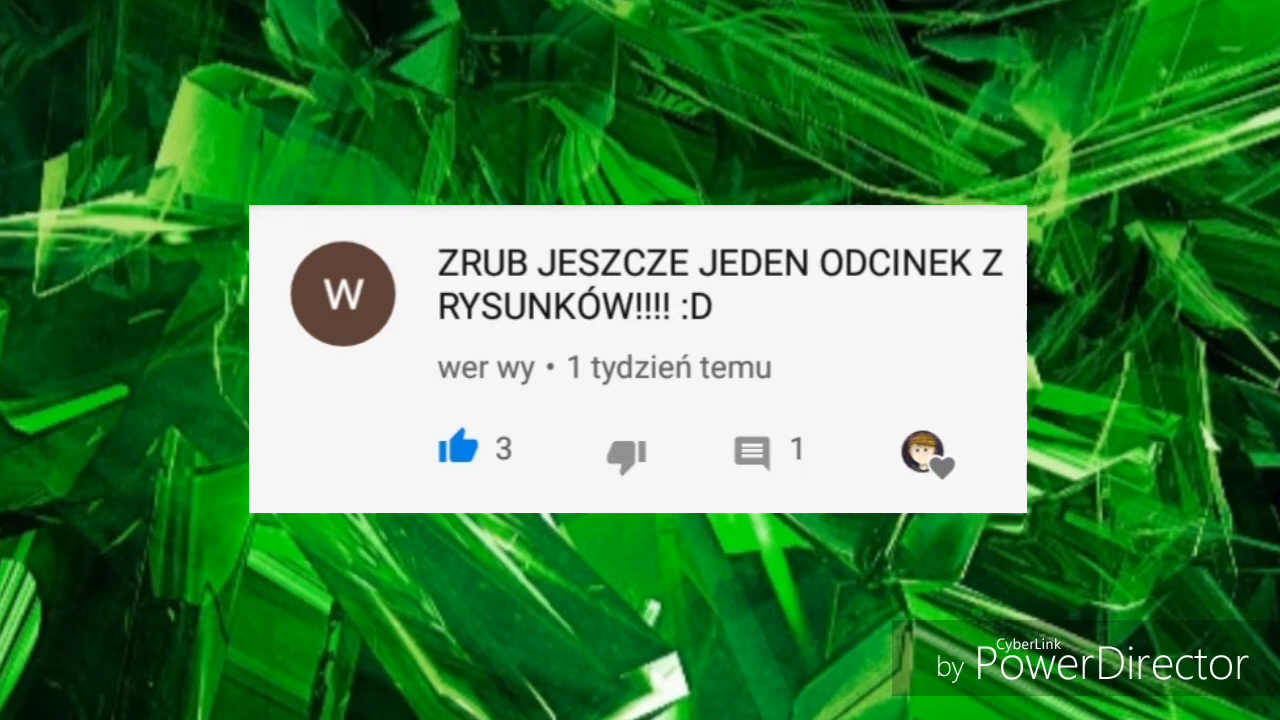 W
ZRUB JESZCZE JEDEN ODCINEK Z
RYSUNKÓW!!!! :D
wer wy • 1 tydzień temu
3
1
CyberLink
by PowerDirector